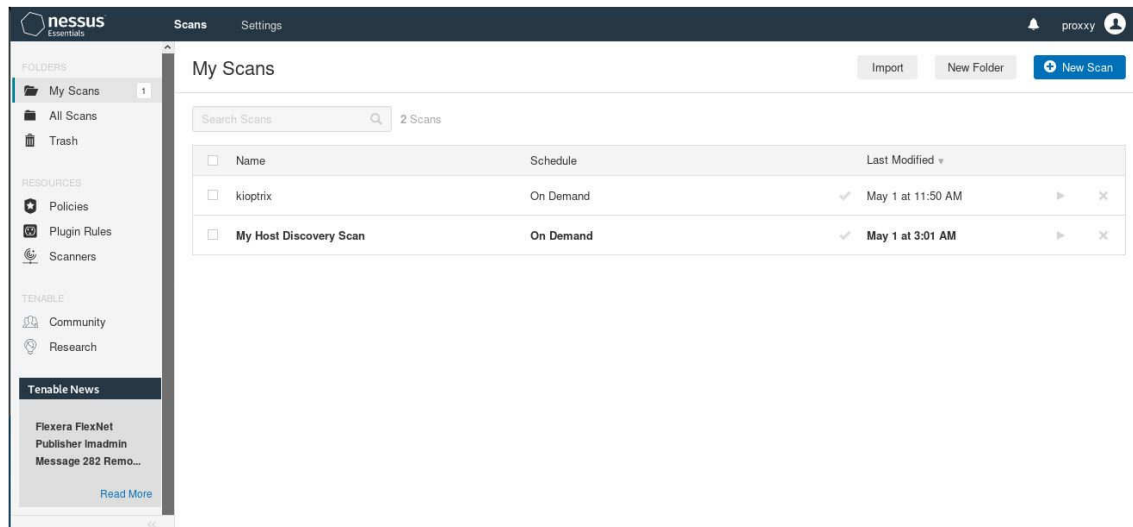 nessus
Essentials
Scans
Settings
proxxy
FOLDERS
My Scans
1
All Scans
Trash
RESOURCES
Policies
Plugin Rules
Scanners
TENABLE
Community
Research
Tenable News
Flexera FlexNet
Publisher lmadmin
Message 282 Remo...
Read More
My Scans
Import
New Folder
New Scan
Search Scans
2 Scans
Name Schedule Last Modified
kioptrix On Demand May 1 at 11:50 AM
My Host Discovery Scan On Demand May 1 at 3:01 AM